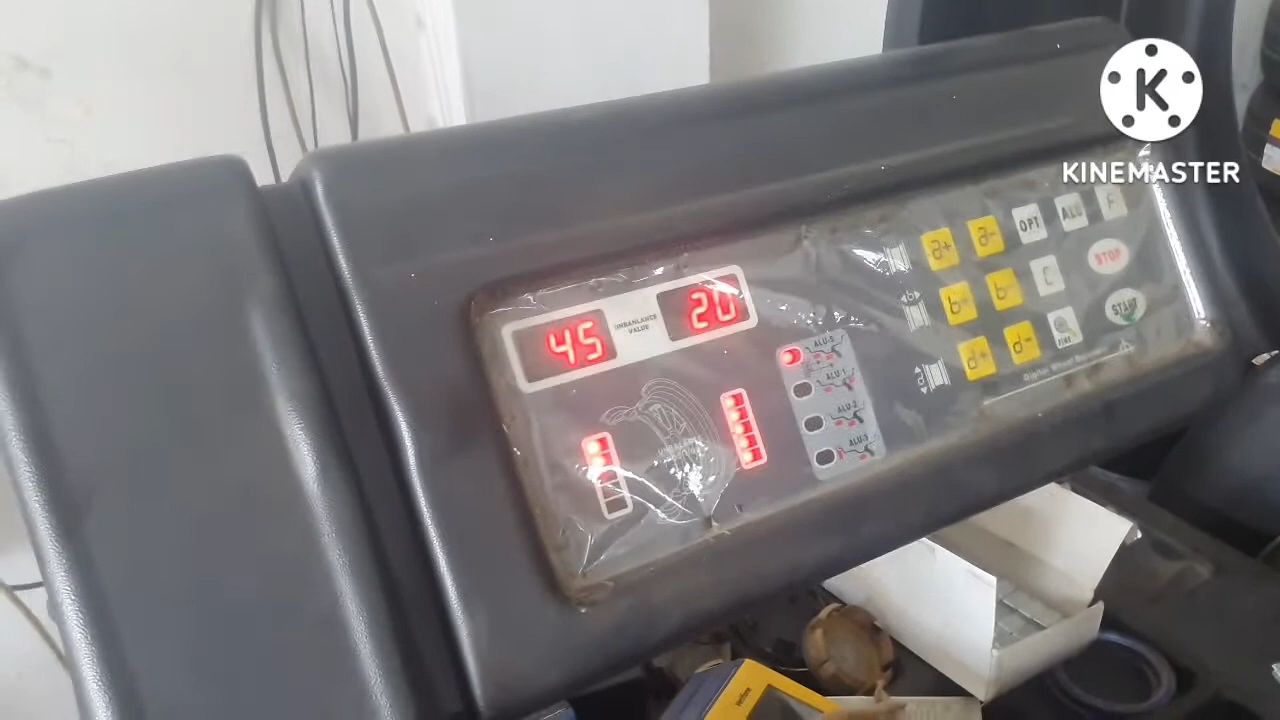 K
KINEMASTER
45
UNBANLANCE
VALUE
20
a+
a-
OPT
ALU
F
STOP
b-
C
START
d+
d-
FINE
ALU-S
ALU-1
ALU-2
ALU-3
Digital Wheel Balancer